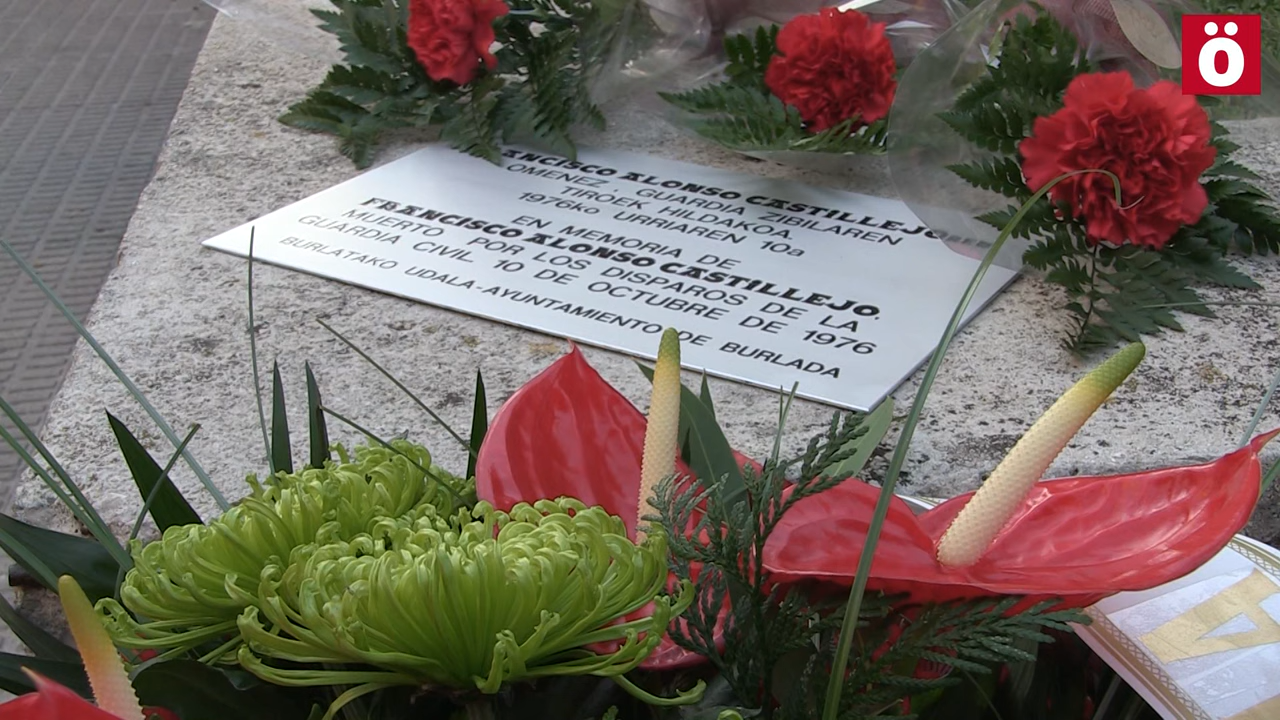 ö
ANCISCO ALONSO CASTILLEJO
OMENEZ. GUARDIA ZIBILAREN
TIROEK HILDAKOA
1976ko URRIAREN 10a
EN MEMORIA DE
FRANCISCO ALONSO CASTILLEJO.
MUERTO POR LOS DISPAROS DE LA
GUARDIA CIVIL 10 DE OCTUBRE DE 1976
BURLATAKO UDALA-AYUNTAMIENTO DE BURLADA